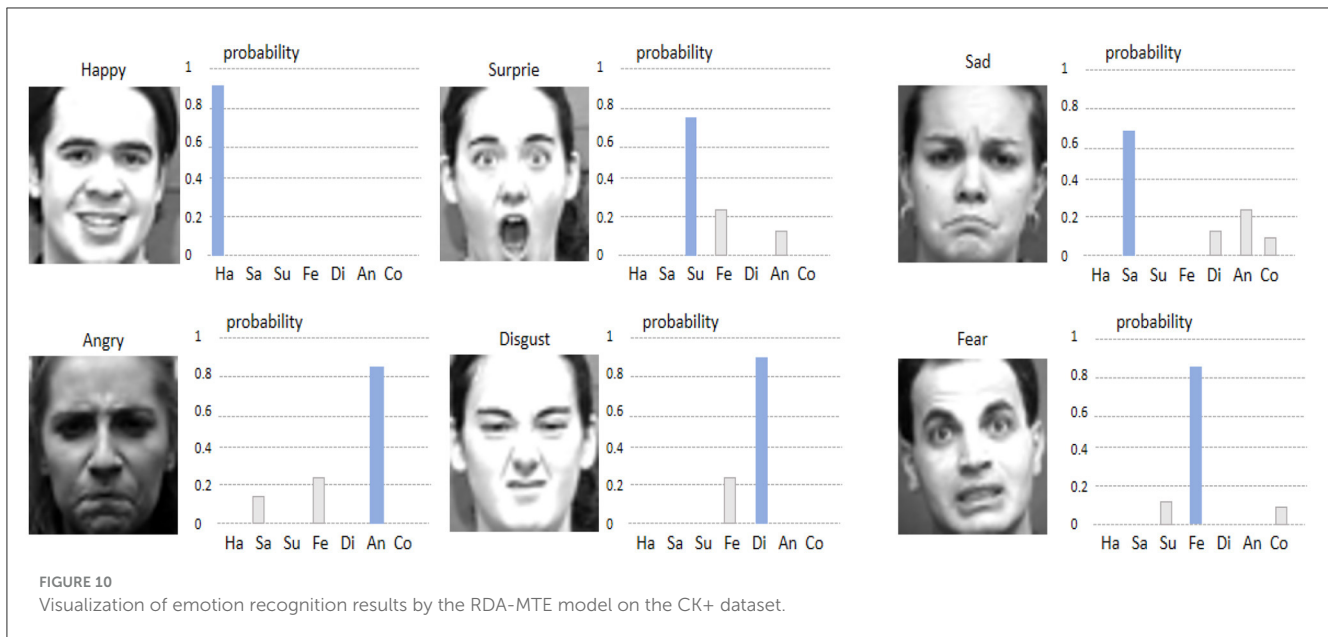 Happy
probability
1
0.8
0.6
0.4
0.2
0
Ha Sa Su Fe Di An Co
Surprie
probability
1
0.8
0.6
0.4
0.2
0
Ha Sa Su Fe Di An Co
Sad
probability
1
0.8
0.6
0.4
0.2
0
Ha Sa Su Fe Di An Co
Angry
probability
1
0.8
0.6
0.4
0.2
0
Ha Sa Su Fe Di An Co
Disgust
probability
1
0.8
0.6
0.4
0.2
0
Ha Sa Su Fe Di An Co
Fear
probability
1
0.8
0.6
0.4
0.2
0
Ha Sa Su Fe Di An Co
FIGURE 10
Visualization of emotion recognition results by the RDA-MTE model on the CK+ dataset.